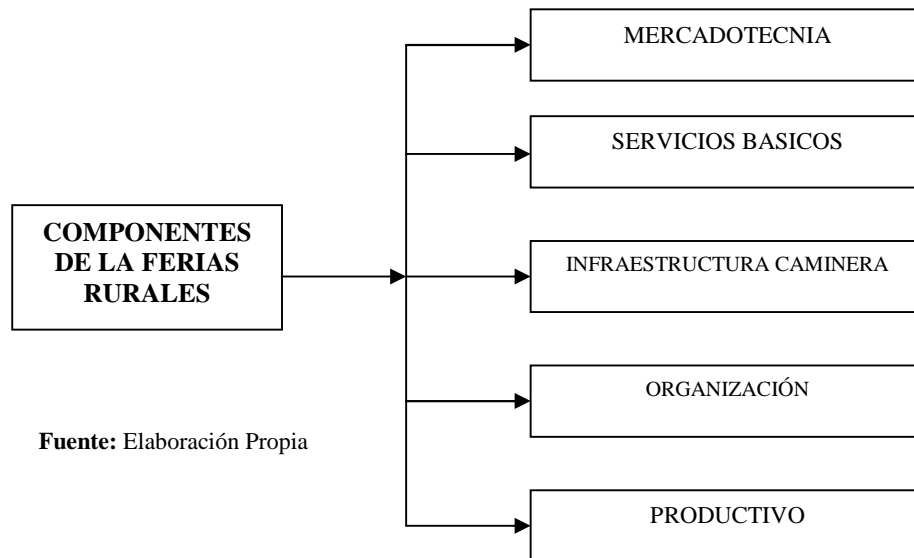 MERCADOTECNIA
SERVICIOS BASICOS
COMPONENTES
DE LA FERIAS
RURALES
INFRAESTRUCTURA CAMINERA
ORGANIZACIÓN
Fuente: Elaboración Propia
PRODUCTIVO